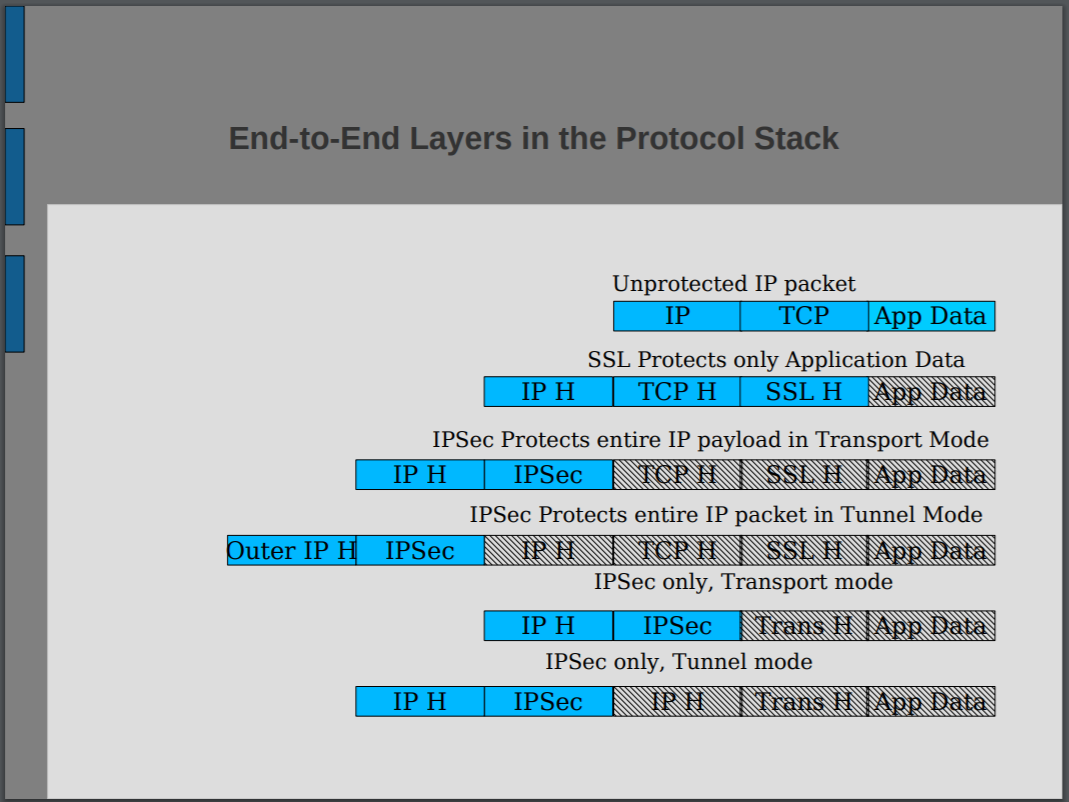 End-to-End Layers in the Protocol Stack
Unprotected IP packet
IP TCP App Data
SSL Protects only Application Data
IP H TCP H SSL H App Data
IPSec Protects entire IP payload in Transport Mode
IP H IPSec TCP H SSL H App Data
IPSec Protects entire IP packet in Tunnel Mode
Outer IP H IPSec IP H TCP H SSL H App Data
IPSec only, Transport mode
IP H IPSec Trans H App Data
IPSec only, Tunnel mode
IP H IPSec IP H Trans H App Data